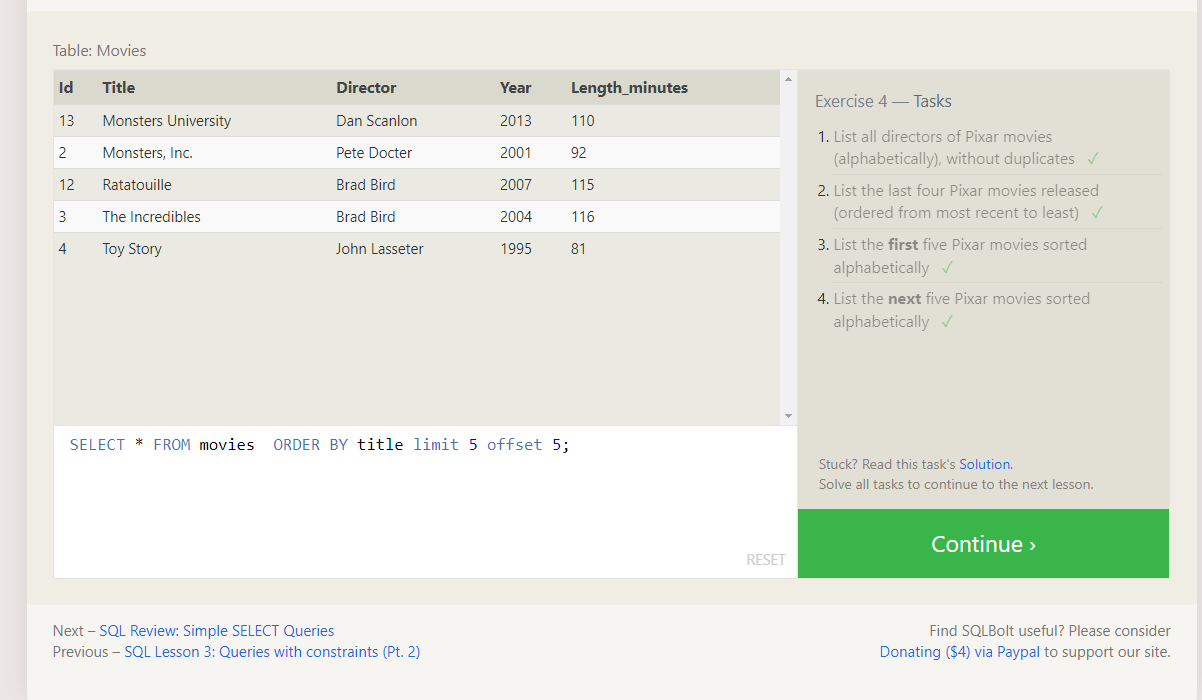 Table: Movies
Id Title Director Year Length_minutes
13 Monsters University Dan Scanlon 2013 110
2 Monsters, Inc. Pete Docter 2001 92
12 Ratatouille Brad Bird 2007 115
3 The Incredibles Brad Bird 2004 116
4 Toy Story John Lasseter 1995 81
SELECT * FROM movies  ORDER BY title limit 5 offset 5;
RESET
Exercise 4 — Tasks
1. List all directors of Pixar movies
(alphabetically), without duplicates ✓
2. List the last four Pixar movies released
(ordered from most recent to least) ✓
3. List the first five Pixar movies sorted
alphabetically ✓
4. List the next five Pixar movies sorted
alphabetically ✓
Stuck? Read this task's Solution.
Solve all tasks to continue to the next lesson.
Continue ›
Next – SQL Review: Simple SELECT Queries
Previous – SQL Lesson 3: Queries with constraints (Pt. 2)
Find SQLBolt useful? Please consider
Donating ($4) via Paypal to support our site.